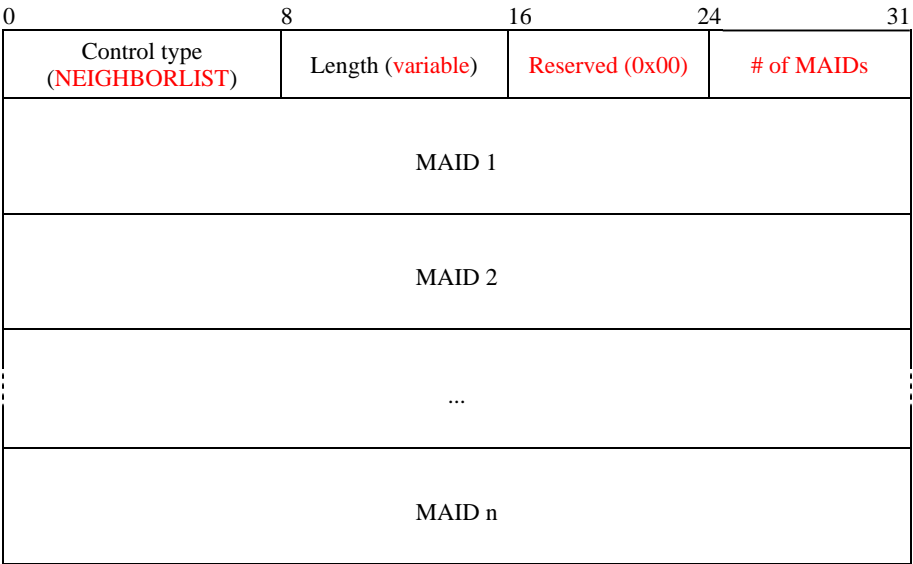 0 8 16 24 31
Control type
(NEIGHBORLIST)
Length (variable)
Reserved (0x00)
# of MAIDs
MAID 1
MAID 2
...
MAID n